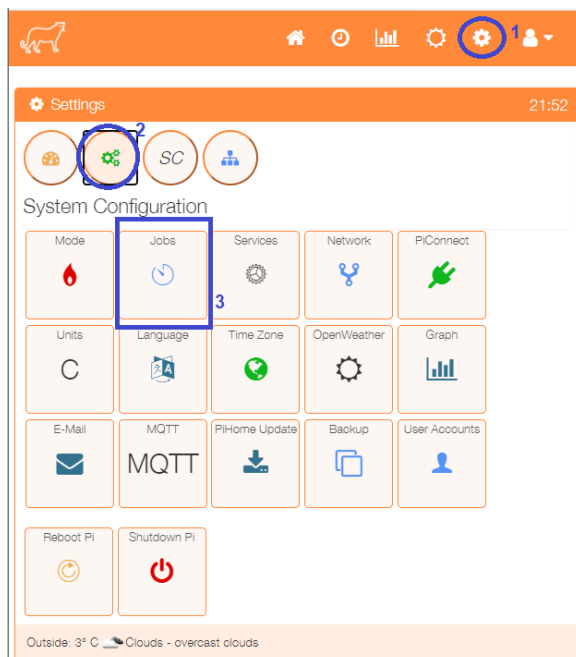 1
Settings 21:52
2
SC
System Configuration
Mode Jobs Services Network PiConnect
3
Units Language Time Zone OpenWeather Graph
C
E-Mail MQTT PiHome Update Backup User Accounts
MQTT
Reboot Pi Shutdown Pi
Outside: 3° C Clouds - overcast clouds